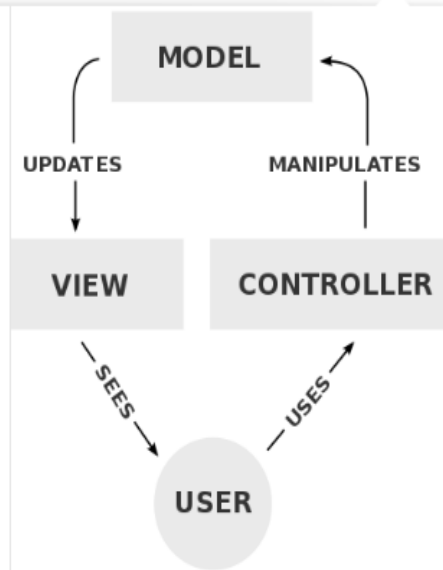 MODEL
UPDATES
MANIPULATES
VIEW
CONTROLLER
SEES
USES
USER